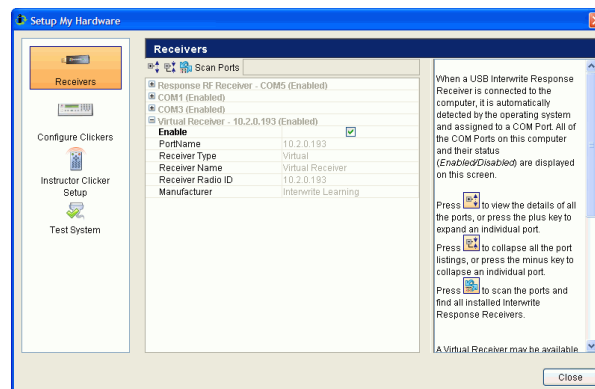 Setup My Hardware
Receivers
Configure Clickers
Instructor Clicker
Setup
Test System
Receivers
Scan Ports
Response RF Receiver - COM5 (Enabled)
COM1 (Enabled)
COM3 (Enabled)
Virtual Receiver - 10.2.0.193 (Enabled)
Enable
PortName 10.2.0.193
Receiver Type Virtual
Receiver Name Virtual Receiver
Receiver Radio ID 10.2.0.193
Manufacturer Interwrite Learning
When a USB Interwrite Response
Receiver is connected to the
computer, it is automatically
detected by the operating system
and assigned to a COM Port. All of
the COM Ports on this computer
and their status
(Enabled/Disabled) are displayed
on this screen.
Press to view the details of all
the ports, or press the plus key to
expand an individual port.
Press to collapse all the port
listings, or press the minus key to
collapse an individual port.
Press to scan the ports and
find all installed Interwrite
Response Receivers.
A Virtual Receiver may be available
Close